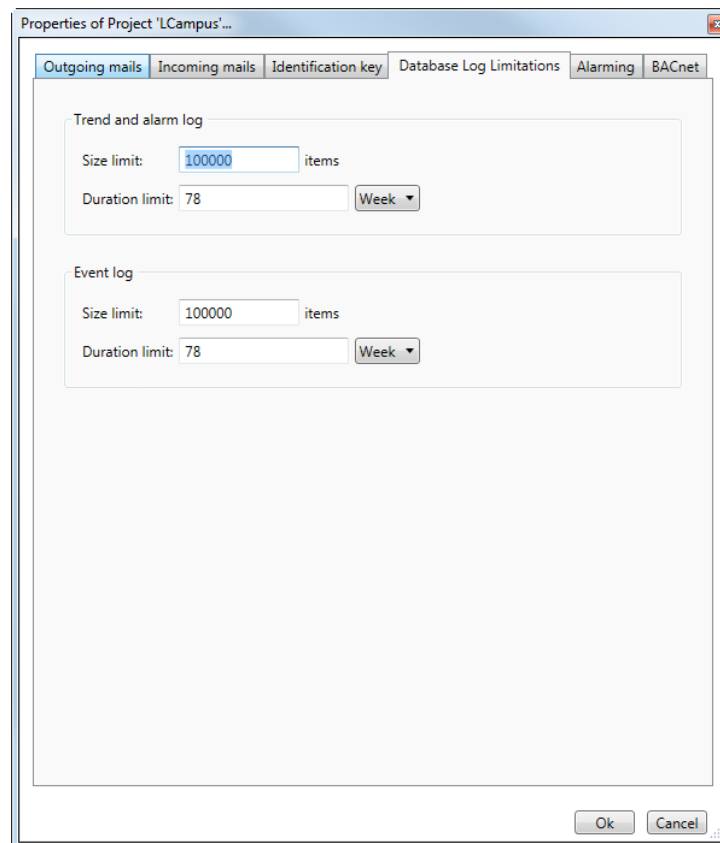 Properties of Project 'LCampus'...
Outgoing mails Incoming mails Identification key Database Log Limitations Alarming BACnet
Trend and alarm log
Size limit: 100000 items
Duration limit: 78 Week
Event log
Size limit: 100000 items
Duration limit: 78 Week
Ok Cancel